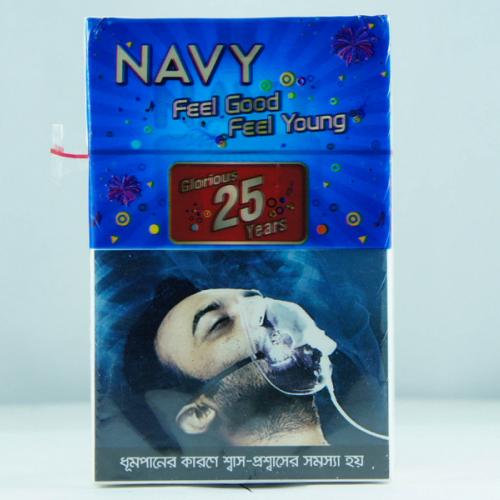 NAVY
Feel Good
Feel Young
Glorious
25
Years
ধূমপানের কারণে শ্বাস-প্রশ্বাসের সমস্যা হয়